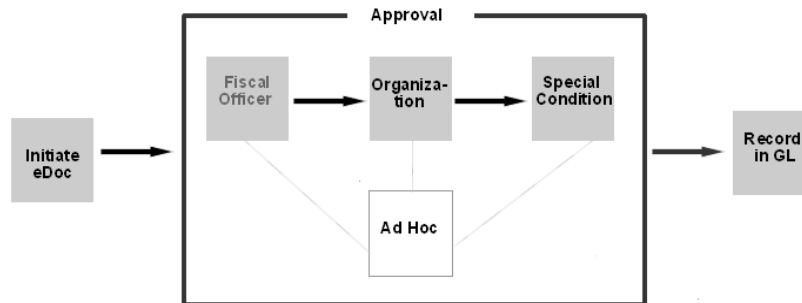 Approval
Fiscal
Officer
Organiza-
tion
Special
Condition
Initiate
eDoc
Record
in GL
Ad Hoc